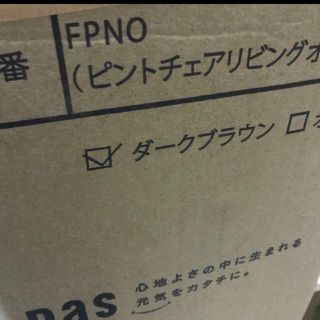 番 FPNO
(ピントチェアリビング
☑ ダークブラウン □
nas 心地よさの中に生まれる
元気をカタチに。